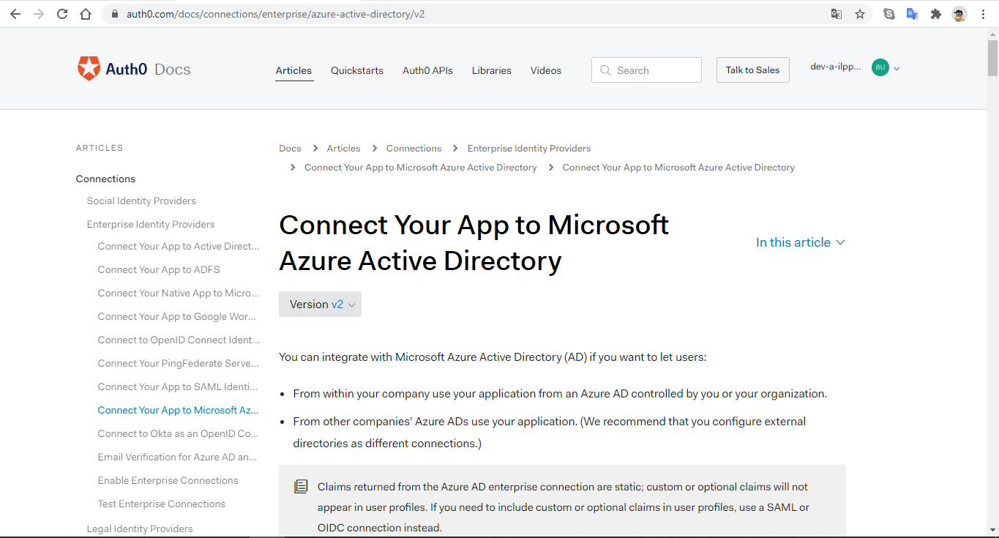 auth0.com/docs/connections/enterprise/azure-active-directory/v2
Auth0 Docs
Articles
Quickstarts
Auth0 APIs
Libraries
Videos
Search
Talk to Sales
dev-a-ilpp...
BU
ARTICLES
Connections
Social Identity Providers
Enterprise Identity Providers
Connect Your App to Active Direct...
Connect Your App to ADFS
Connect Your Native App to Micro...
Connect Your App to Google Wor...
Connect to OpenID Connect Ident...
Connect Your PingFederate Serve...
Connect Your App to SAML Identi...
Connect Your App to Microsoft Az...
Connect to Okta as an OpenID Co...
Email Verification for Azure AD an...
Enable Enterprise Connections
Test Enterprise Connections
Legal Identity Providers
Docs > Articles > Connections > Enterprise Identity Providers
> Connect Your App to Microsoft Azure Active Directory > Connect Your App to Microsoft Azure Active Directory
Connect Your App to Microsoft
Azure Active Directory
In this article
Version v2
You can integrate with Microsoft Azure Active Directory (AD) if you want to let users:
• From within your company use your application from an Azure AD controlled by you or your organization.
• From other companies' Azure ADs use your application. (We recommend that you configure external
directories as different connections.)
Claims returned from the Azure AD enterprise connection are static; custom or optional claims will not
appear in user profiles. If you need to include custom or optional claims in user profiles, use a SAML or
OIDC connection instead.